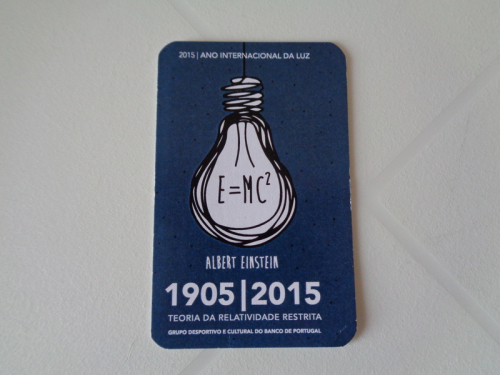 2015 | ANO INTERNACIONAL DA LUZ
E=MC²
ALBERT EINSTEIN
1905|2015
TEORIA DA RELATIVIDADE RESTRITA
GRUPO DESPORTIVO E CULTURAL DO BANCO DE PORTUGAL